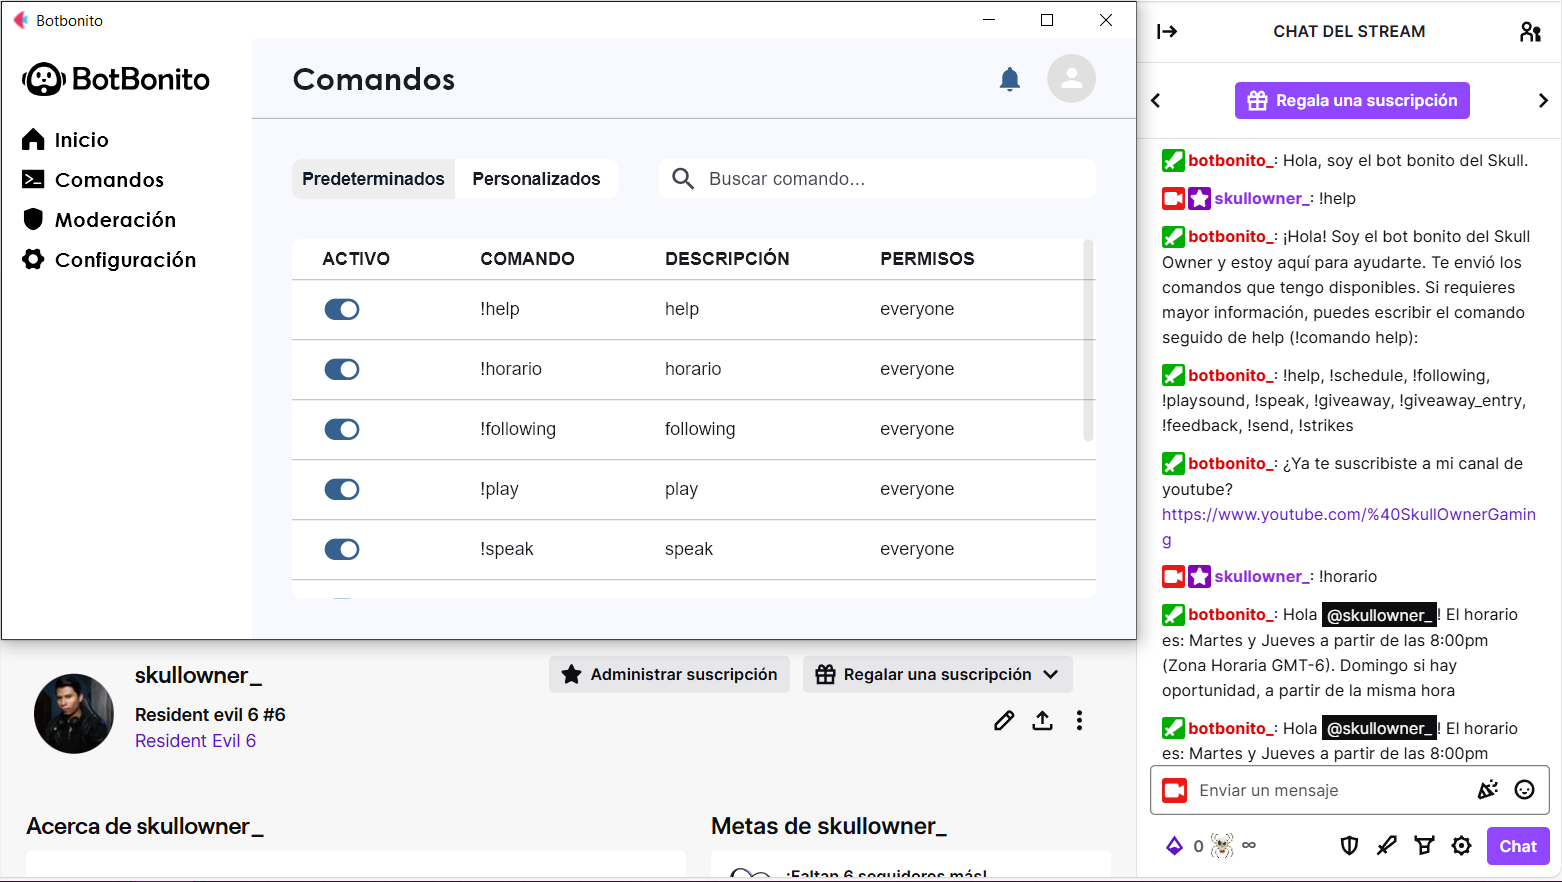 Botbonito
BotBonito
Inicio
Comandos
Moderación
Configuración
Comandos
Predeterminados
Personalizados
Buscar comando...
ACTIVO COMANDO DESCRIPCIÓN PERMISOS
!help help everyone
!horario horario everyone
!following following everyone
!play play everyone
!speak speak everyone
skullowner_
Resident evil 6 #6
Resident Evil 6
Administrar suscripción
Regalar una suscripción
Acerca de skullowner_
Metas de skullowner_
¡Faltan 6 seguidores más!
CHAT DEL STREAM
Regala una suscripción
botbonito_: Hola, soy el bot bonito del Skull.
skullowner_: !help
botbonito_: ¡Hola! Soy el bot bonito del Skull
Owner y estoy aquí para ayudarte. Te envió los
comandos que tengo disponibles. Si requieres
mayor información, puedes escribir el comando
seguido de help (!comando help):
botbonito_: !help, !schedule, !following,
!playsound, !speak, !giveaway, !giveaway_entry,
!feedback, !send, !strikes
botbonito_: ¿Ya te suscribiste a mi canal de
youtube?
https://www.youtube.com/%40SkullOwnerGamin
g
skullowner_: !horario
botbonito_: Hola @skullowner_! El horario
es: Martes y Jueves a partir de las 8:00pm
(Zona Horaria GMT-6). Domingo si hay
oportunidad, a partir de la misma hora
botbonito_: Hola @skullowner_! El horario
es: Martes y Jueves a partir de las 8:00pm
Enviar un mensaje
0 ∞
Chat